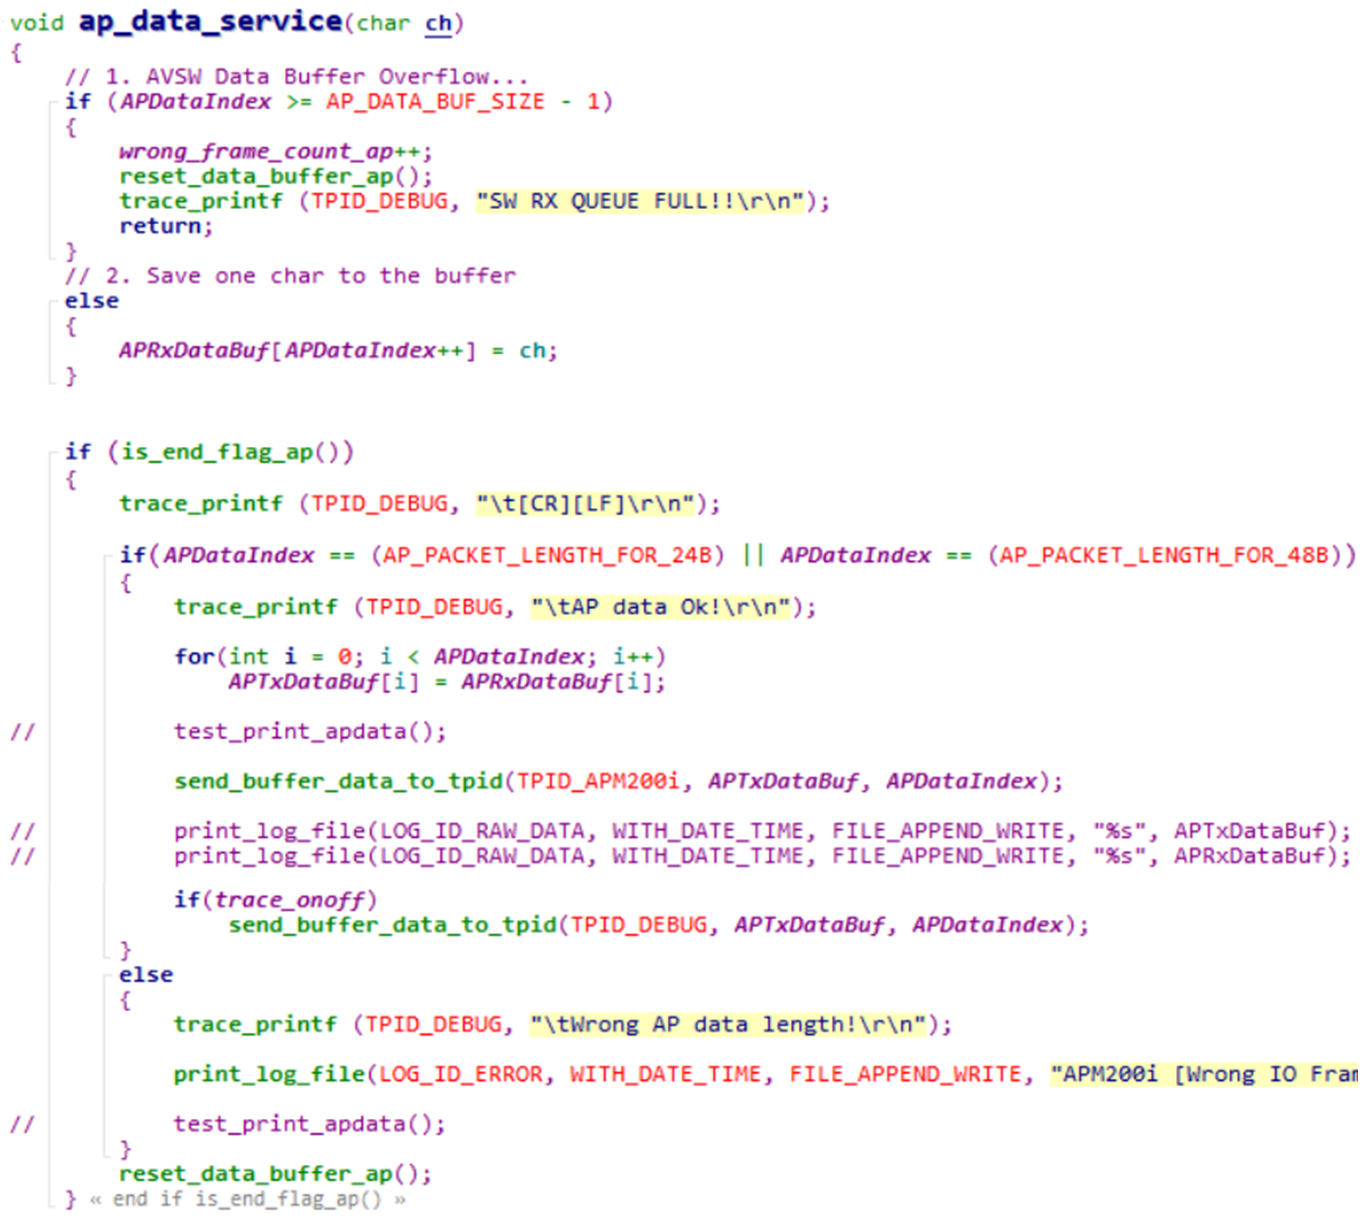 void ap_data_service(char ch)
{
    // 1. AVSW Data Buffer Overflow...
    if (APDataIndex >= AP_DATA_BUF_SIZE - 1)
    {
        wrong_frame_count_ap++;
        reset_data_buffer_ap();
        trace_printf (TPID_DEBUG, "SW RX QUEUE FULL!!\r\n");
        return;
    }
    // 2. Save one char to the buffer
    else
    {
        APRxDataBuf[APDataIndex++] = ch;
    }
    if (is_end_flag_ap())
    {
        trace_printf (TPID_DEBUG, "\t[CR][LF]\r\n");
        if(APDataIndex == (AP_PACKET_LENGTH_FOR_24B) || APDataIndex == (AP_PACKET_LENGTH_FOR_48B))
        {
            trace_printf (TPID_DEBUG, "\tAP data Ok!\r\n");
            for(int i = 0; i < APDataIndex; i++)
                APTxDataBuf[i] = APRxDataBuf[i];
//          test_print_apdata();
            send_buffer_data_to_tpid(TPID_APM200i, APTxDataBuf, APDataIndex);
//          print_log_file(LOG_ID_RAW_DATA, WITH_DATE_TIME, FILE_APPEND_WRITE, "%s", APTxDataBuf);
//          print_log_file(LOG_ID_RAW_DATA, WITH_DATE_TIME, FILE_APPEND_WRITE, "%s", APRxDataBuf);
            if(trace_onoff)
                send_buffer_data_to_tpid(TPID_DEBUG, APTxDataBuf, APDataIndex);
        }
        else
        {
            trace_printf (TPID_DEBUG, "\tWrong AP data length!\r\n");
            print_log_file(LOG_ID_ERROR, WITH_DATE_TIME, FILE_APPEND_WRITE, "APM200i [Wrong IO Fram
//          test_print_apdata();
        }
        reset_data_buffer_ap();
    } « end if is_end_flag_ap() »